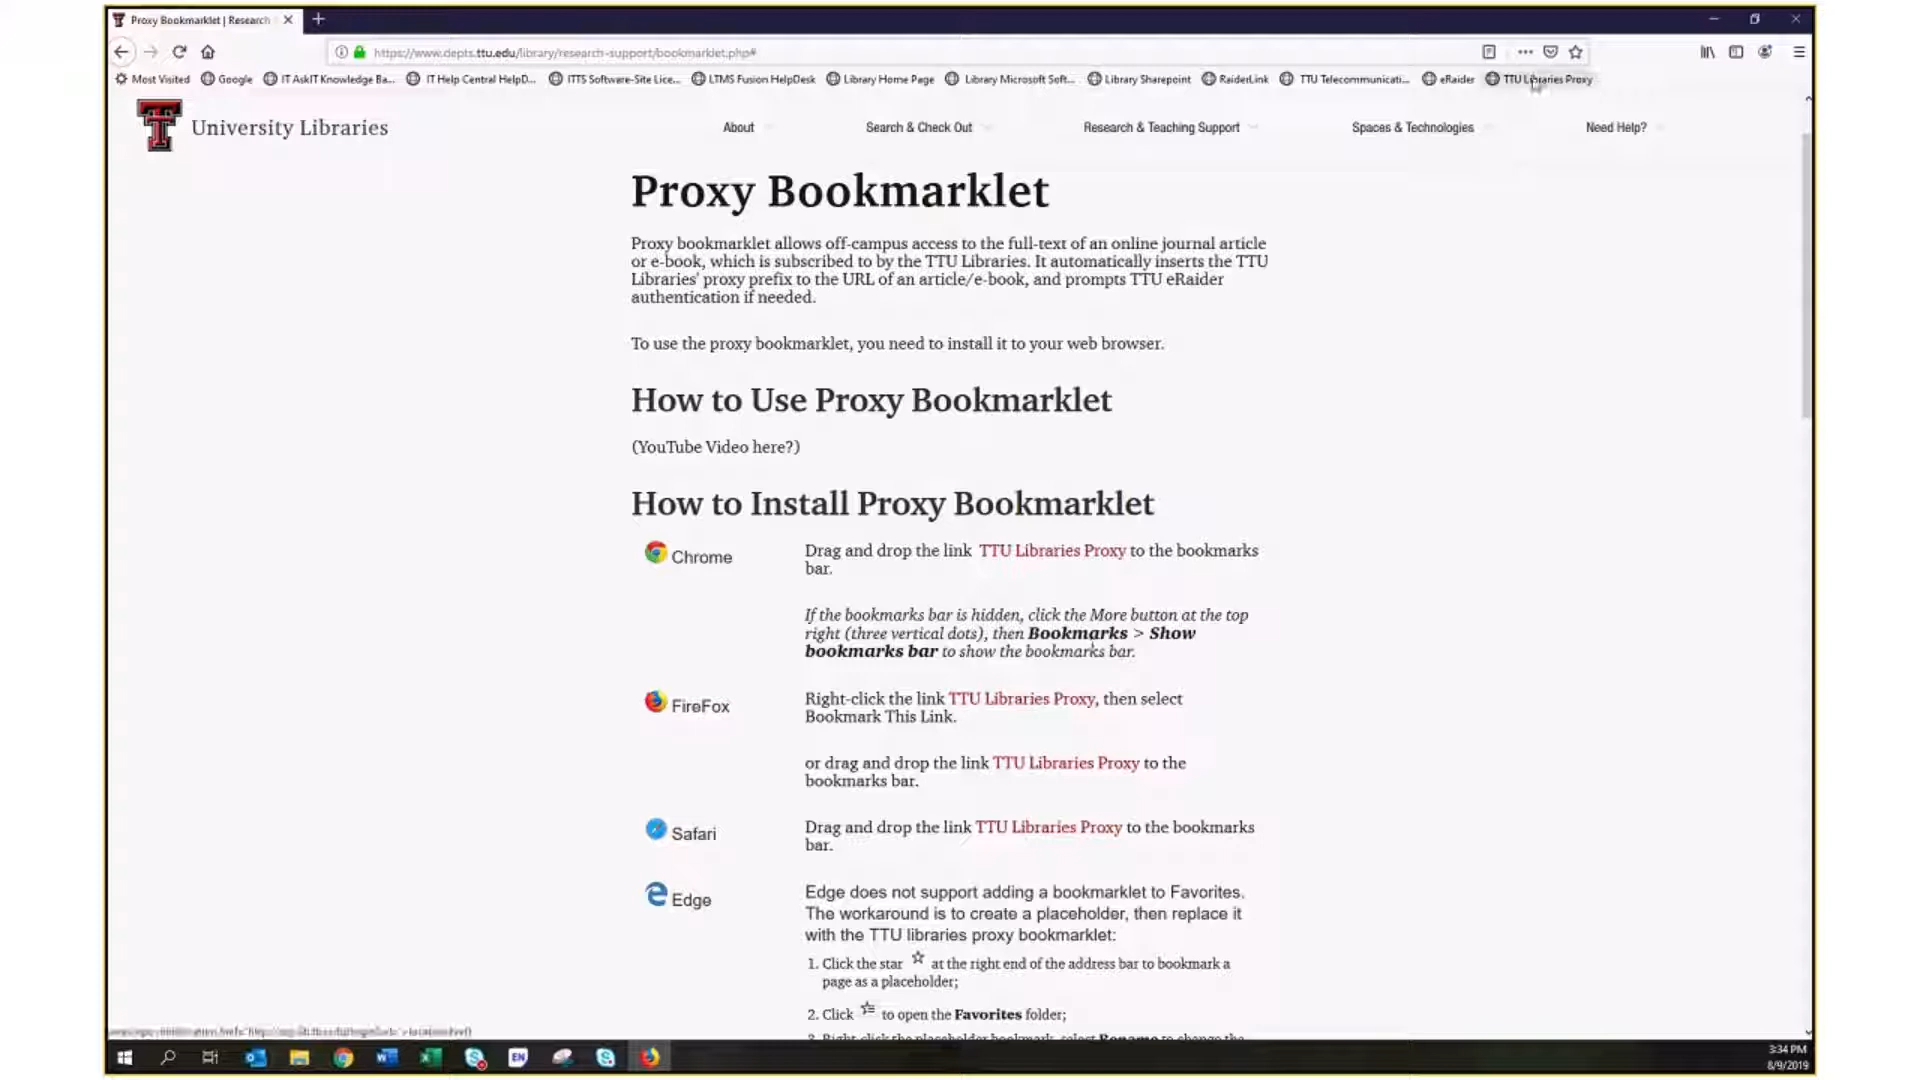 Proxy Bookmarklet | Research
https://www.depts.ttu.edu/library/research-support/bookmarklet.php#
Most Visited Google IT AskIT Knowledge Ba... IT Help Central HelpD... ITTS Software-Site Lice... LTMS Fusion HelpDesk Library Home Page Library Microsoft Soft... Library Sharepoint RaiderLink TTU Telecommunicati... eRaider TTU Libraries Proxy
University Libraries About Search & Check Out Research & Teaching Support Spaces & Technologies Need Help?
Proxy Bookmarklet
Proxy bookmarklet allows off-campus access to the full-text of an online journal article
or e-book, which is subscribed to by the TTU Libraries. It automatically inserts the TTU
Libraries' proxy prefix to the URL of an article/e-book, and prompts TTU eRaider
authentication if needed.
To use the proxy bookmarklet, you need to install it to your web browser.
How to Use Proxy Bookmarklet
(YouTube Video here?)
How to Install Proxy Bookmarklet
Chrome
Drag and drop the link TTU Libraries Proxy to the bookmarks
bar.
If the bookmarks bar is hidden, click the More button at the top
right (three vertical dots), then Bookmarks > Show
bookmarks bar to show the bookmarks bar.
FireFox
Right-click the link TTU Libraries Proxy, then select
Bookmark This Link.
or drag and drop the link TTU Libraries Proxy to the
bookmarks bar.
Safari
Drag and drop the link TTU Libraries Proxy to the bookmarks
bar.
Edge
Edge does not support adding a bookmarklet to Favorites.
The workaround is to create a placeholder, then replace it
with the TTU libraries proxy bookmarklet:
1. Click the star at the right end of the address bar to bookmark a
page as a placeholder;
2. Click to open the Favorites folder;
3. Right-click the placeholder bookmark, select Rename to change the
EN
3:34 PM
8/9/2019